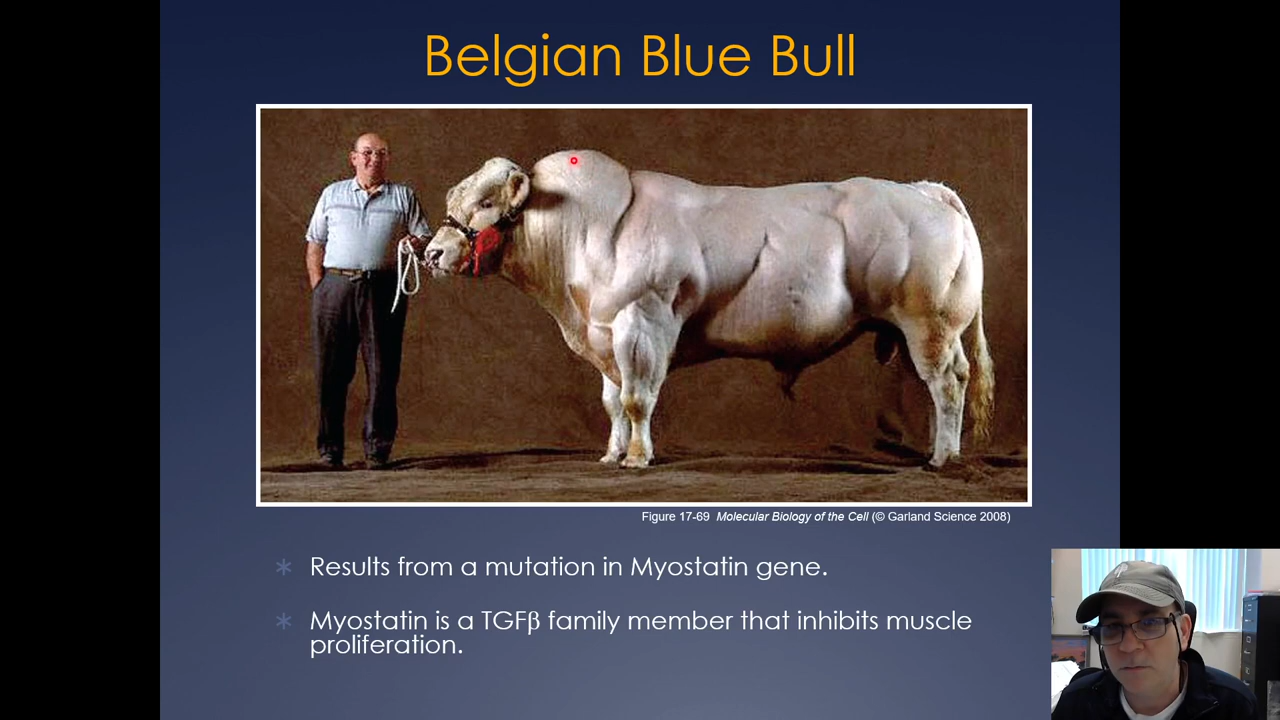 Belgian Blue Bull
Figure 17-69 Molecular Biology of the Cell (© Garland Science 2008)
Results from a mutation in Myostatin gene.
Myostatin is a TGFβ family member that inhibits muscle
proliferation.